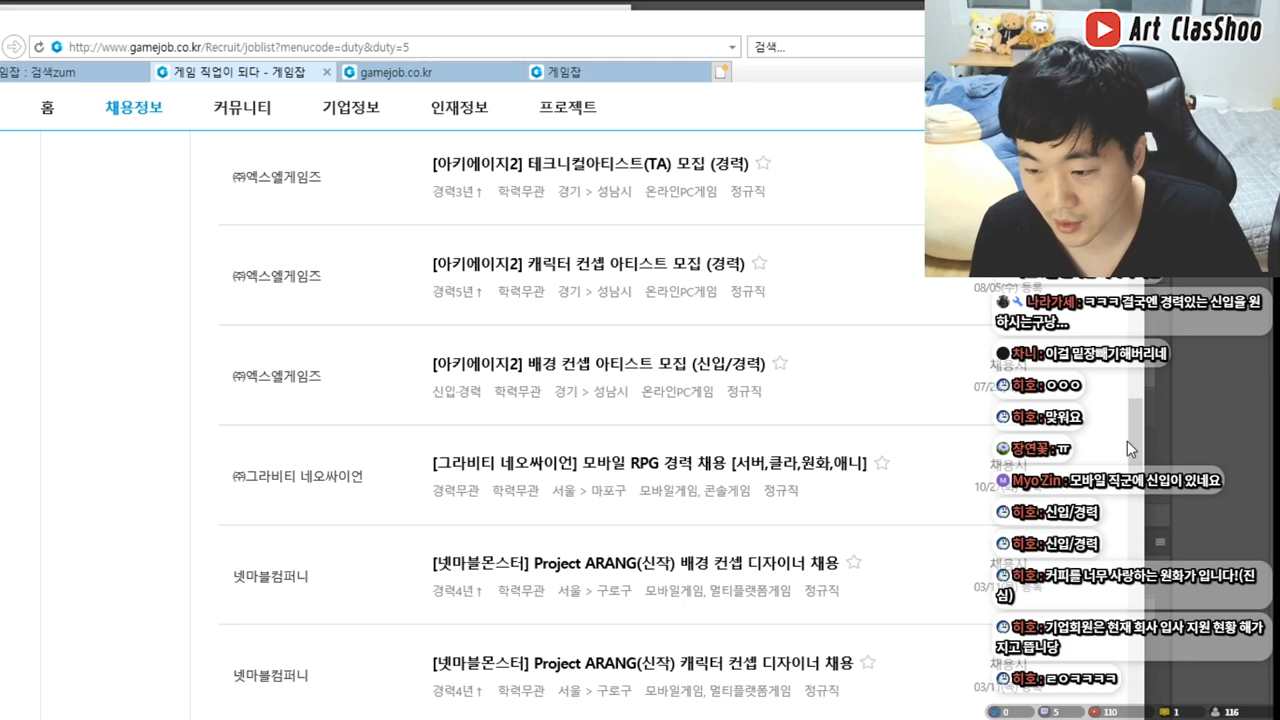 Art ClasShoo
http://www.gamejob.co.kr/Recruit/joblist?menucode=duty&duty=5
검색...
임잡 : 검색zum
게임 직업이 되다 - 게임잡
gamejob.co.kr
게임잡
홈
채용정보
커뮤니티
기업정보
인재정보
프로젝트
㈜엑스엘게임즈
[아키에이지2] 테크니컬아티스트(TA) 모집 (경력)
경력3년↑ 학력무관 경기 > 성남시 온라인PC게임 정규직
㈜엑스엘게임즈
[아키에이지2] 캐릭터 컨셉 아티스트 모집 (경력)
경력5년↑ 학력무관 경기 > 성남시 온라인PC게임 정규직
08/05(수) 등록
㈜엑스엘게임즈
[아키에이지2] 배경 컨셉 아티스트 모집 (신입/경력)
신입·경력 학력무관 경기 > 성남시 온라인PC게임 정규직
채용시
㈜그라비티 네오싸이언
[그라비티 네오싸이언] 모바일 RPG 경력 채용 [서버,클라,원화,애니]
경력무관 학력무관 서울 > 마포구 모바일게임, 콘솔게임 정규직
채용시
넷마블컴퍼니
[넷마블몬스터] Project ARANG(신작) 배경 컨셉 디자이너 채용
경력4년↑ 학력무관 서울 > 구로구 모바일게임, 멀티플랫폼게임 정규직
채용시
넷마블컴퍼니
[넷마블몬스터] Project ARANG(신작) 캐릭터 컨셉 디자이너 채용
경력4년↑ 학력무관 서울 > 구로구 모바일게임, 멀티플랫폼게임 정규직
채용시
나라가세 : ㅋㅋㅋ 결국엔 경력있는 신입을 원
하시는구낭...
차니 : 이걸 밑장빼기해버리네
히호 : ㅇㅇㅇ
히호 : 맞워요
장연꽃 : ㅠ
Myo Zin : 모바일 직군에 신입이 있네요
히호 : 신입/경력
히호 : 신입/경력
히호 : 커피를 너무 사랑하는 원화가 입니다!(진
심)
히호 : 기업회원은 현재 회사 입사 지원 현황 해가
지고 뜹니당
히호 : ㄹㅇㅋㅋㅋㅋ
0
5
110
1
116